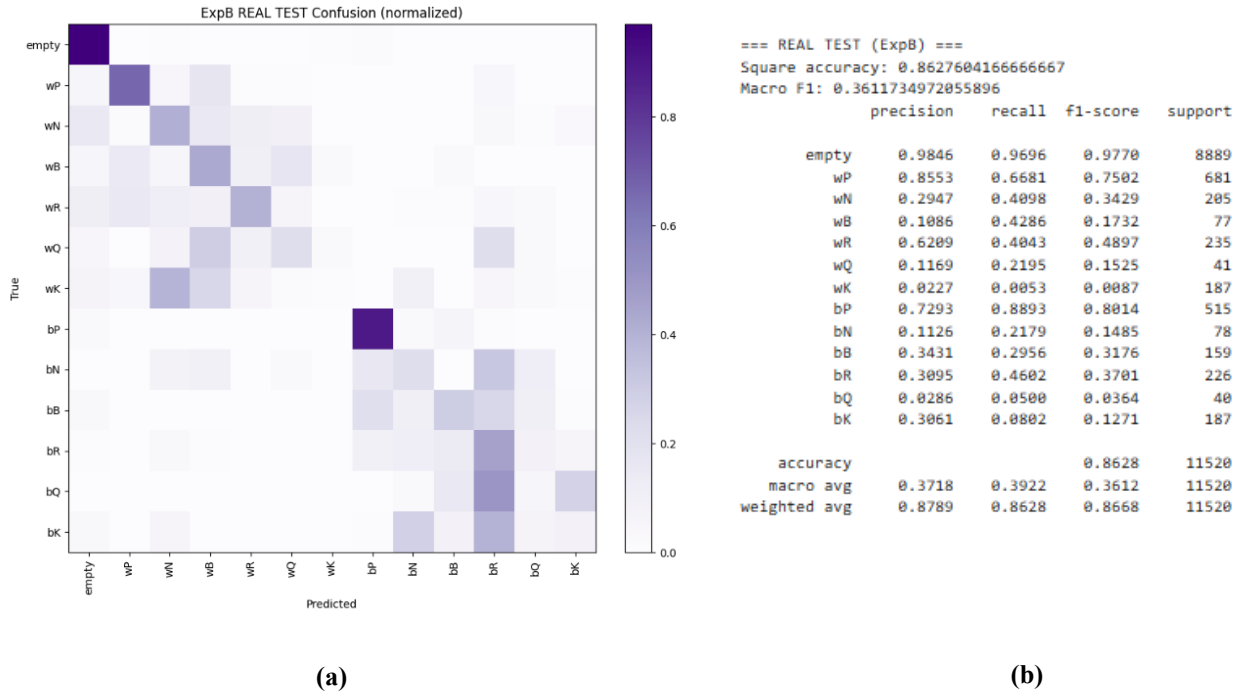 ExpB REAL TEST Confusion (normalized)
True
empty
wP
wN
wB
wR
wQ
wK
bP
bN
bB
bR
bQ
bK
empty wP wN wB wR wQ wK bP bN bB bR bQ bK
Predicted
0.8
0.6
0.4
0.2
0.0
(a)
=== REAL TEST (ExpB) ===
Square accuracy: 0.8627604166666667
Macro F1: 0.3611734972055896
precision recall f1-score support
empty 0.9846 0.9696 0.9770 8889
wP 0.8553 0.6681 0.7502 681
wN 0.2947 0.4098 0.3429 205
wB 0.1086 0.4286 0.1732 77
wR 0.6209 0.4043 0.4897 235
wQ 0.1169 0.2195 0.1525 41
wK 0.0227 0.0053 0.0087 187
bP 0.7293 0.8893 0.8014 515
bN 0.1126 0.2179 0.1485 78
bB 0.3431 0.2956 0.3176 159
bR 0.3095 0.4602 0.3701 226
bQ 0.0286 0.0500 0.0364 40
bK 0.3061 0.0802 0.1271 187
accuracy 0.8628 11520
macro avg 0.3718 0.3922 0.3612 11520
weighted avg 0.8789 0.8628 0.8668 11520
(b)